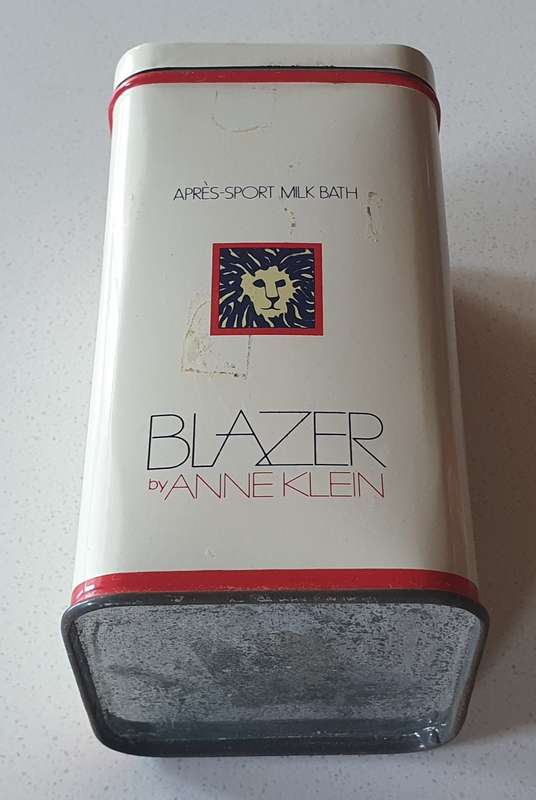 APRÈS-SPORT MILK BATH
BLAZER
by ANNE KLEIN